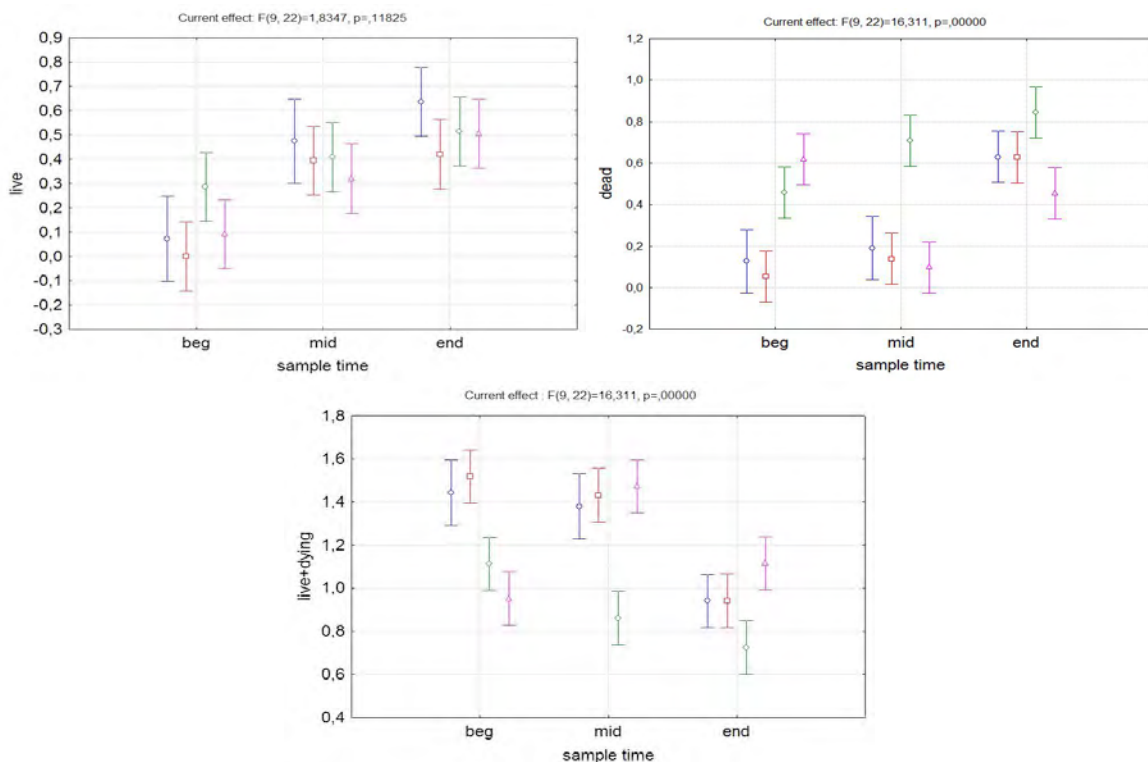 Current effect: F(9, 22)=1,8347, p=,11825
0,9
0,8
0,7
0,6
0,5
0,4
0,3
0,2
0,1
0,0
-0,1
-0,2
-0,3
live
beg mid end
sample time
Current effect: F(9, 22)=16,311, p=,00000
1,2
1,0
0,8
0,6
0,4
0,2
0,0
-0,2
dead
beg mid end
sample time
Current effect : F(9, 22)=16,311, p=,00000
1,8
1,6
1,4
1,2
1,0
0,8
0,6
0,4
live+dying
beg mid end
sample time